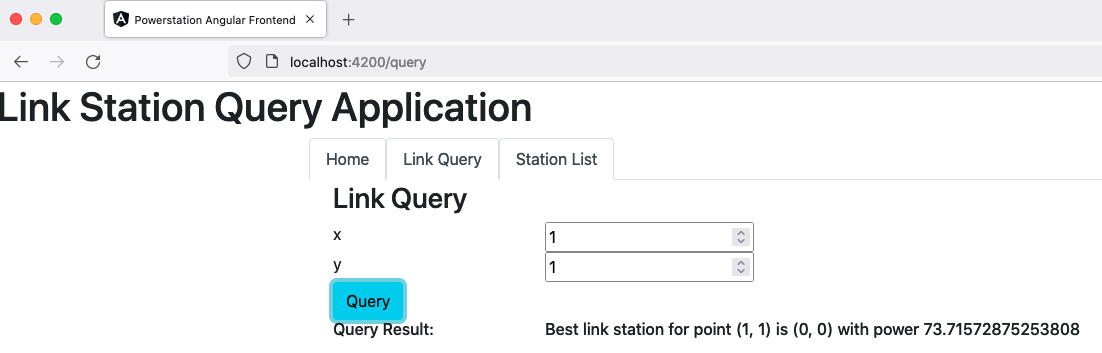 Powerstation Angular Frontend
localhost:4200/query
Link Station Query Application
Home Link Query Station List
Link Query
x 1
y 1
Query
Query Result: Best link station for point (1, 1) is (0, 0) with power 73.71572875253808